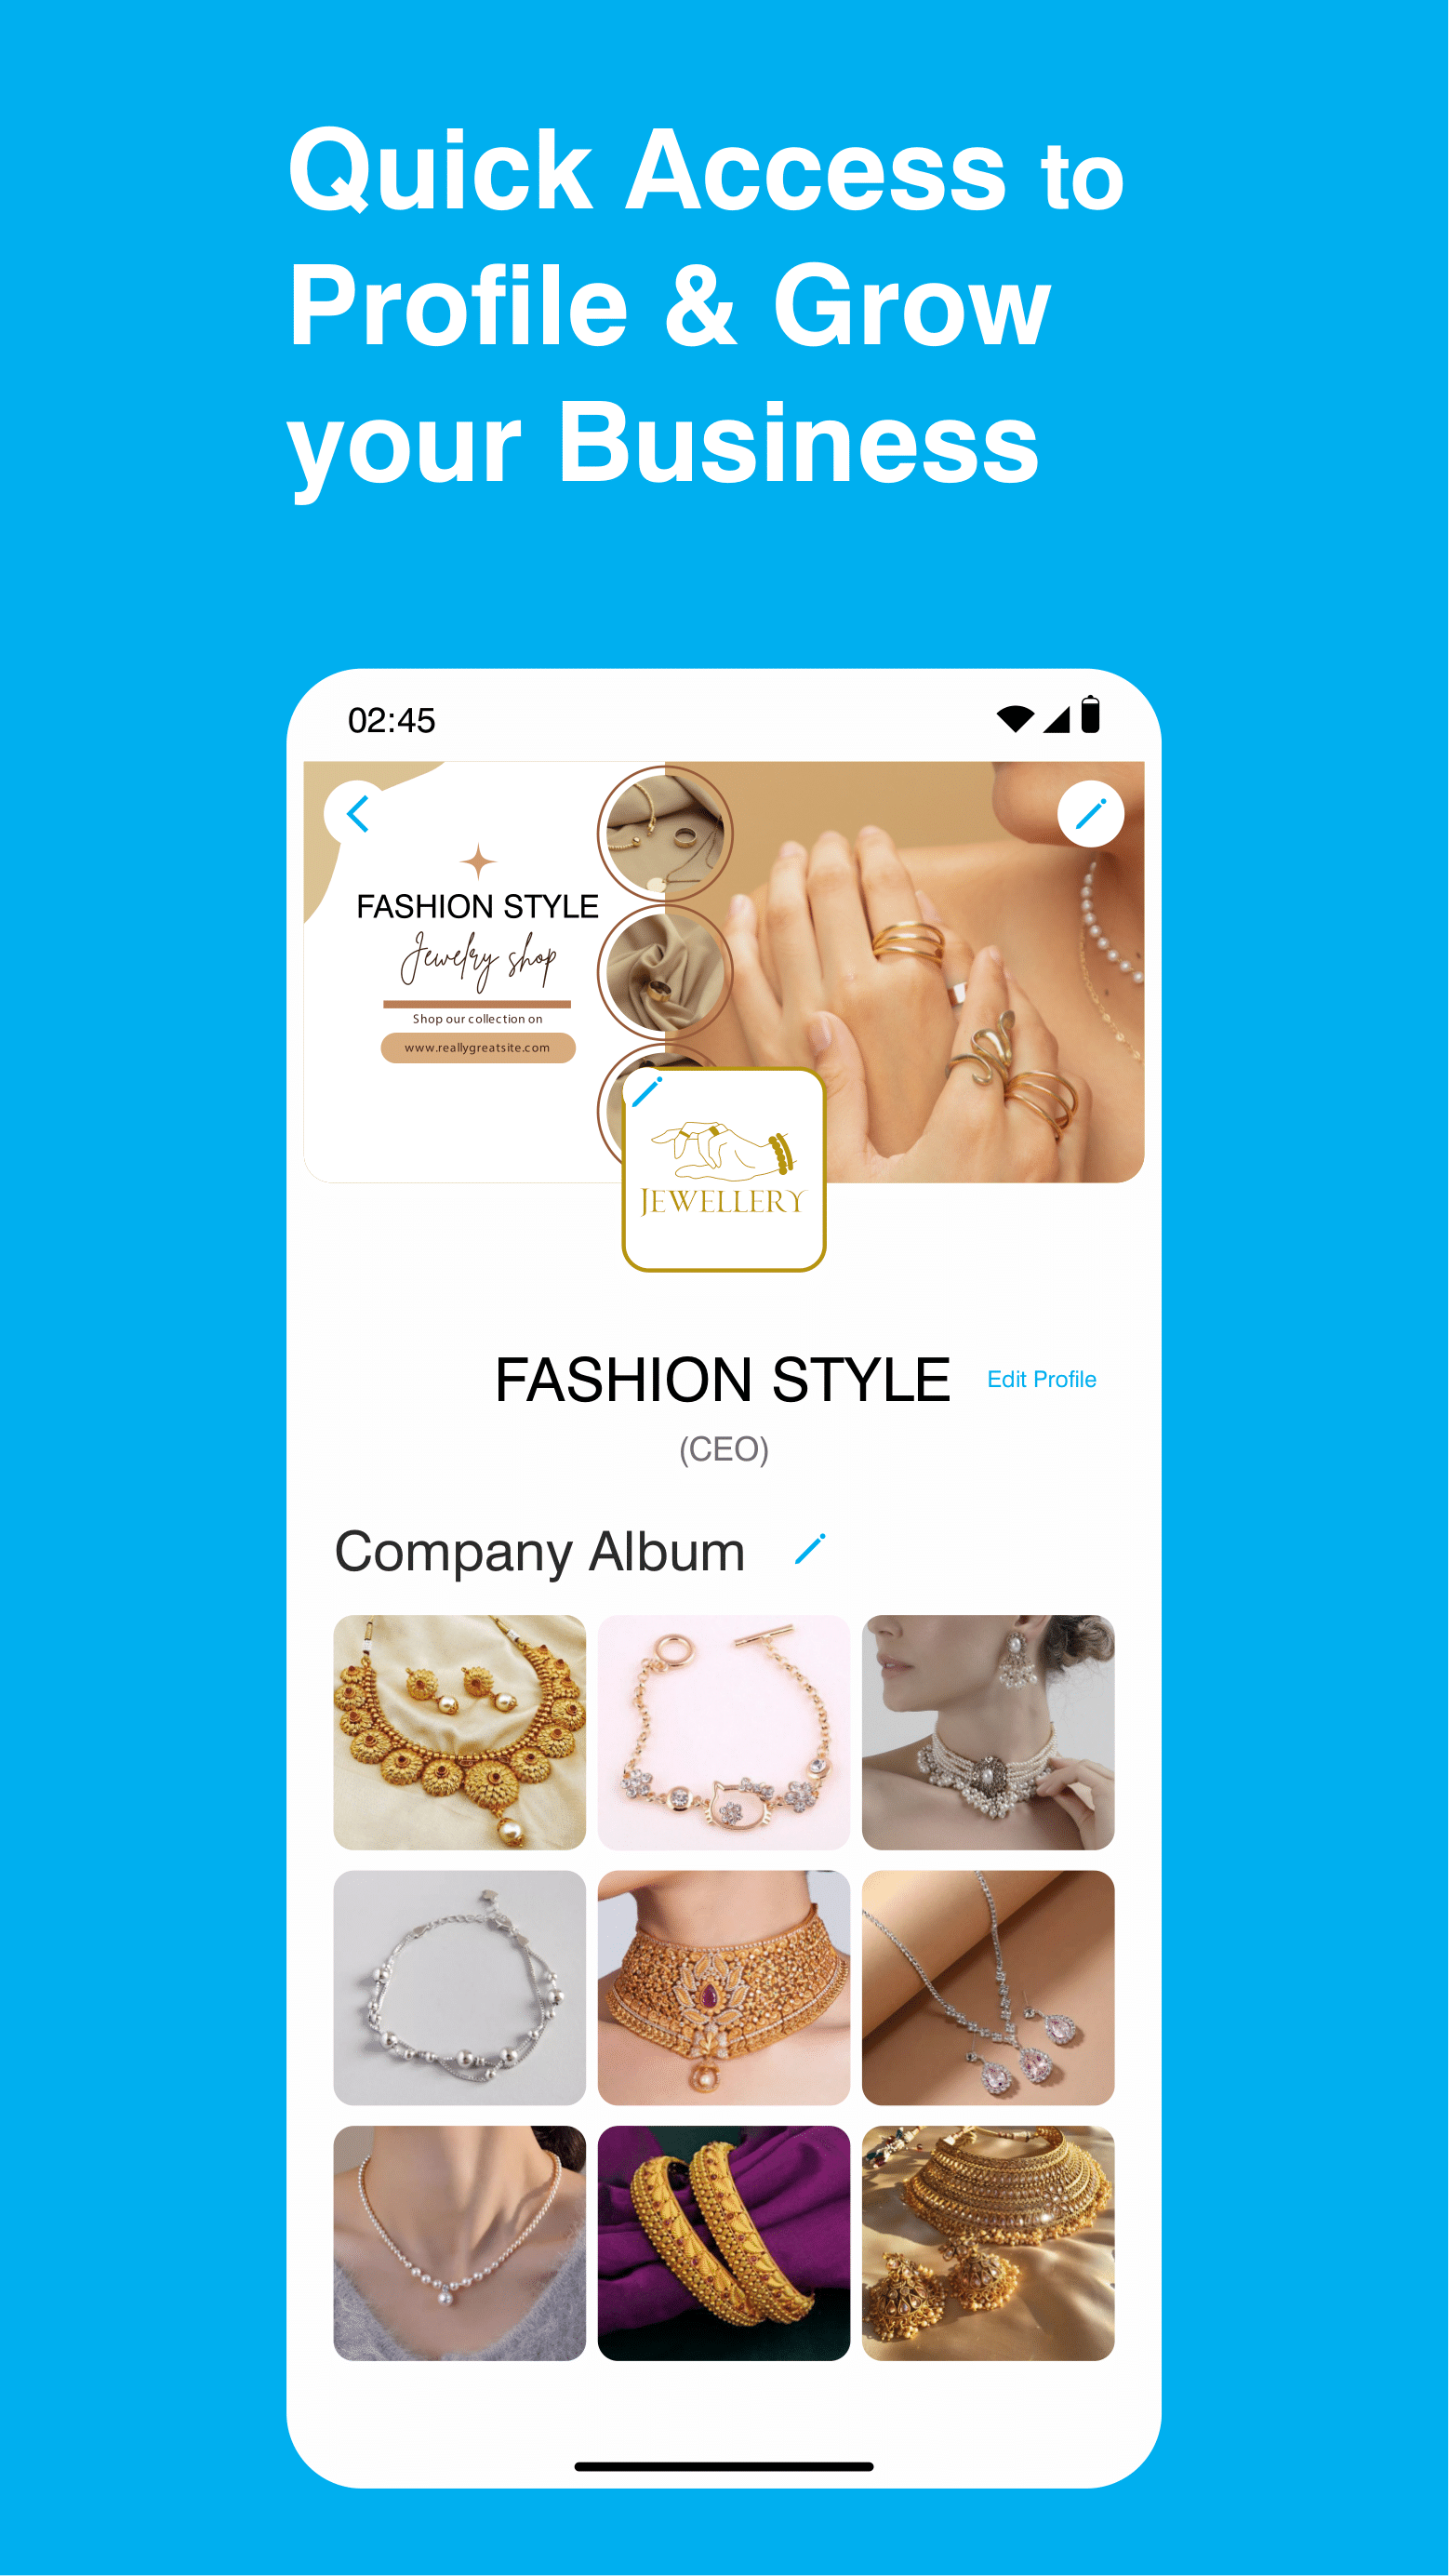 Quick Access to
Profile & Grow
your Business
02:45
FASHION STYLE
Jewelry shop
Shop our collection on
www.reallygreatsite.com
JEWELLERY
FASHION STYLE
Edit Profile
(CEO)
Company Album